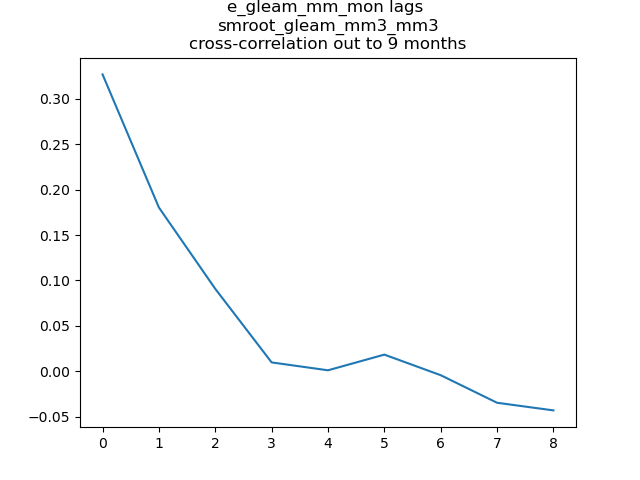 e_gleam_mm_mon lags
smroot_gleam_mm3_mm3
cross-correlation out to 9 months
0.30
0.25
0.20
0.15
0.10
0.05
0.00
−0.05
0 1 2 3 4 5 6 7 8